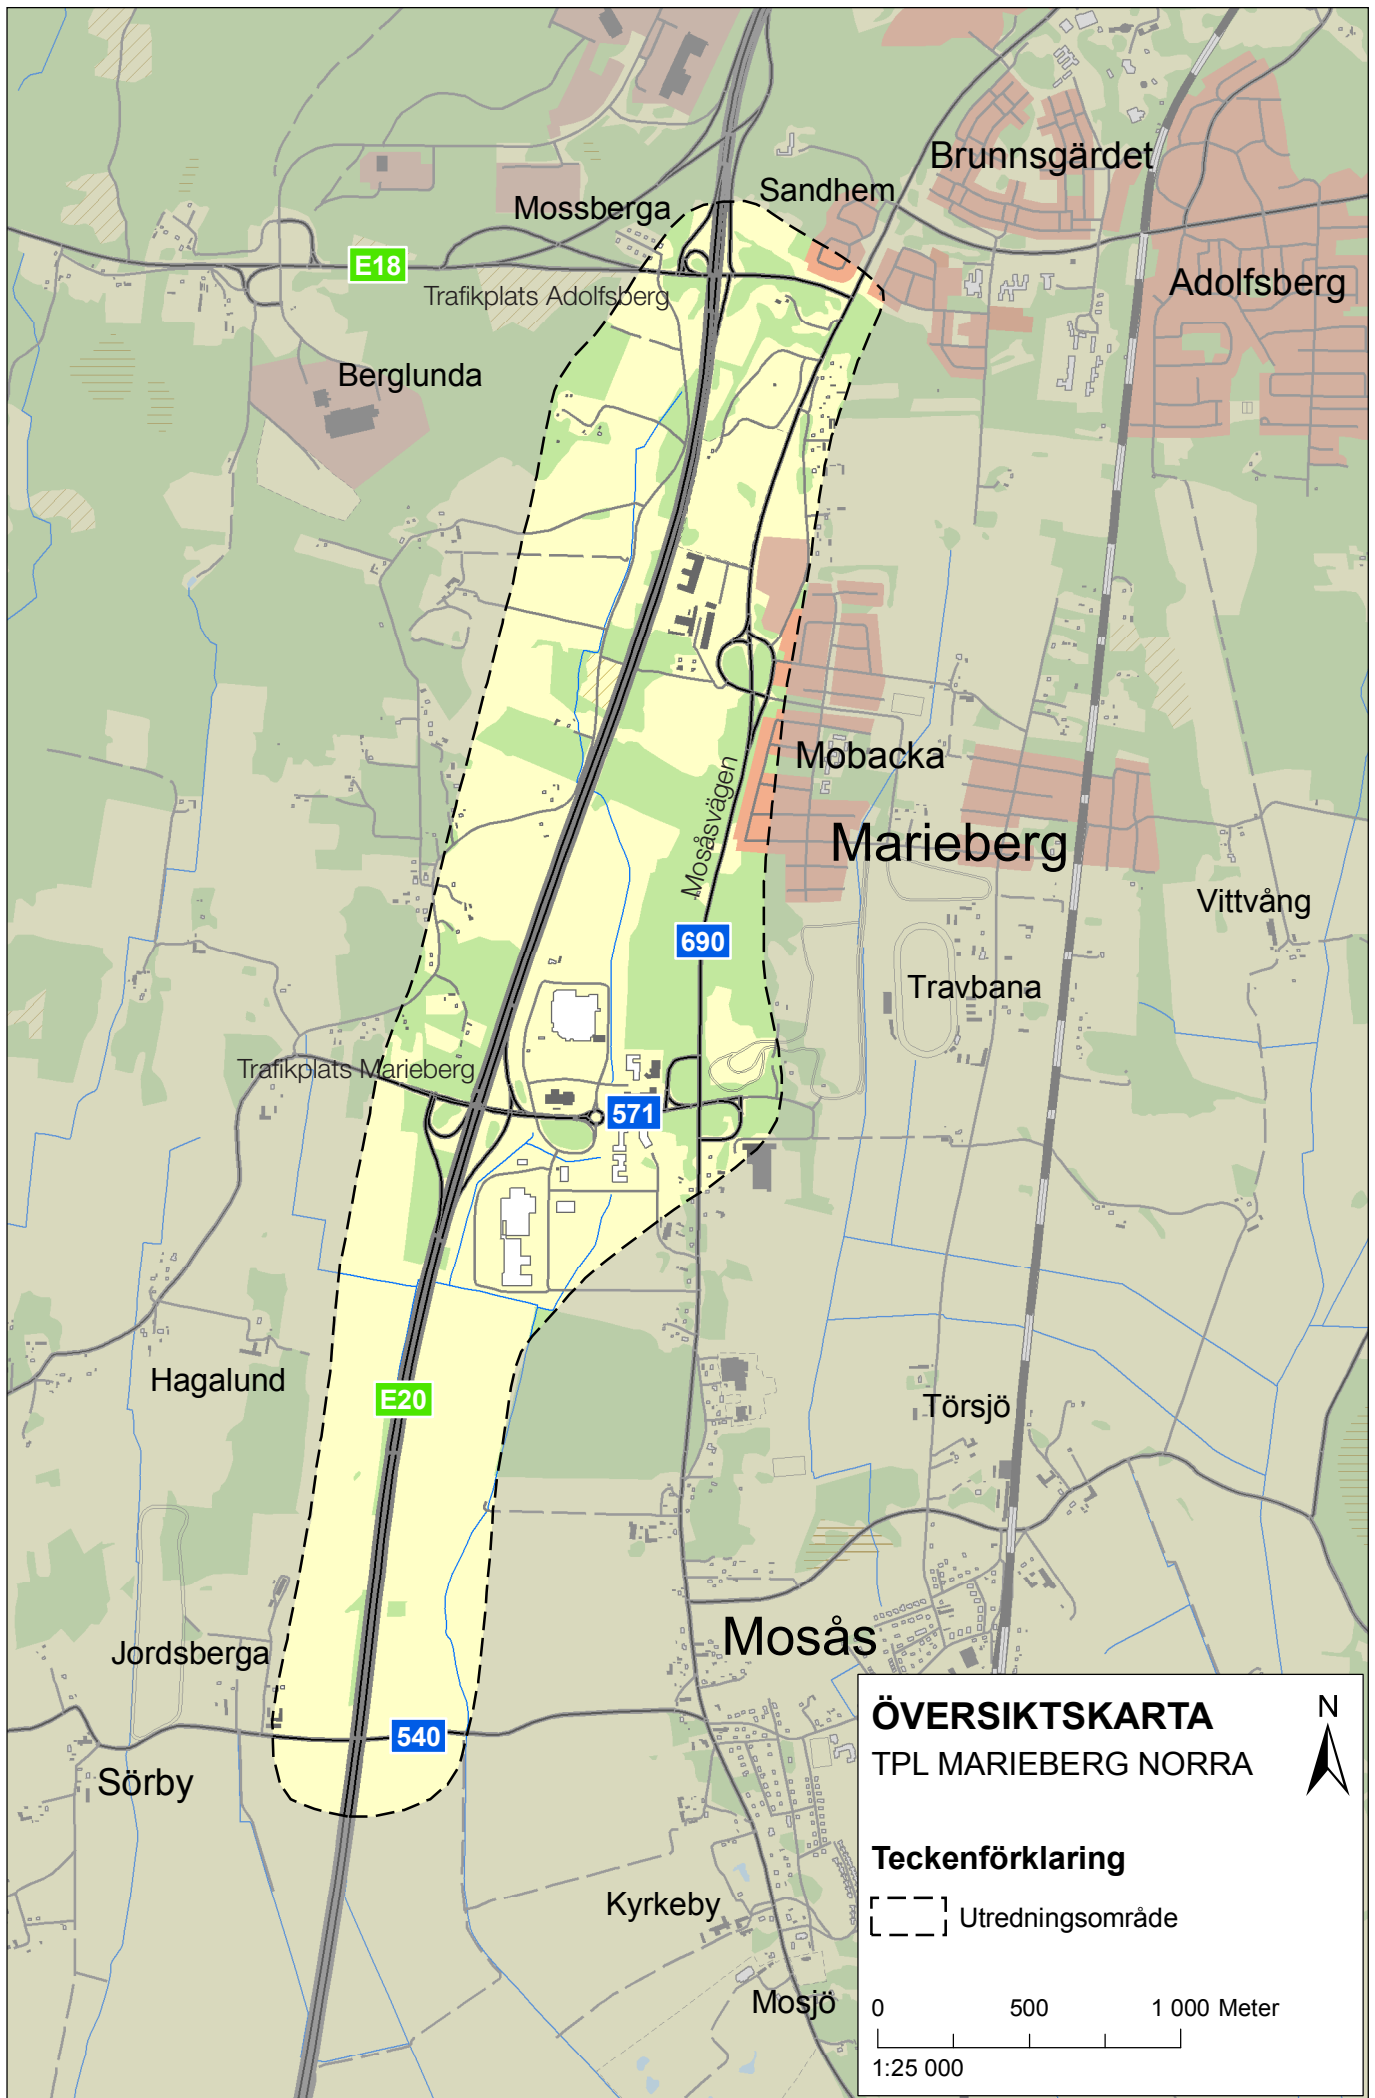 Brunnsgärdet
Sandhem
Mossberga
E18
Adolfsberg
Trafikplats Adolfsberg
Berglunda
Mobacka
Mosåsvägen
Marieberg
Vittvång
690
Travbana
Trafikplats Marieberg
571
Hagalund
E20
Törsjö
Mosås
Jordsberga
540
Sörby
Kyrkeby
Mosjö
ÖVERSIKTSKARTA
N
TPL MARIEBERG NORRA
Teckenförklaring
Utredningsområde
0 500 1 000 Meter
1:25 000